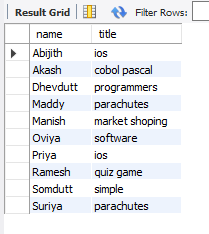 Result Grid Filter Rows:
name title
Abijith ios
Akash cobol pascal
Dhevdutt programmers
Maddy parachutes
Manish market shoping
Oviya software
Priya ios
Ramesh quiz game
Somdutt simple
Suriya parachutes